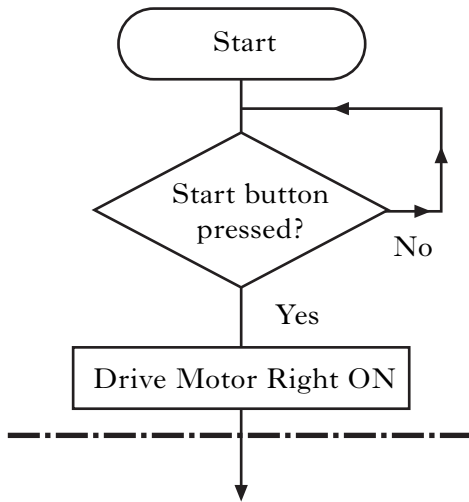 Start
Start button
pressed?
No
Yes
Drive Motor Right ON